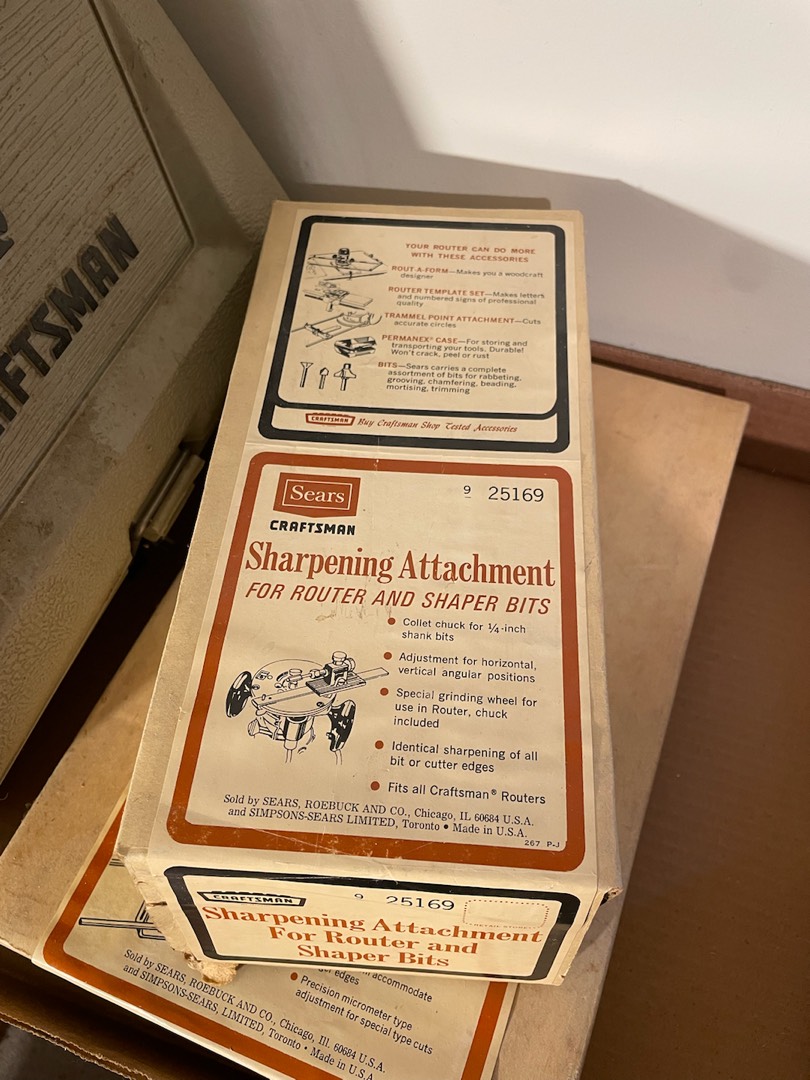 CRAFTSMAN
YOUR ROUTER CAN DO MORE
WITH THESE ACCESSORIES
ROUT-A-FORM—Makes you a woodcraft
designer
ROUTER TEMPLATE SET—Makes letters
and numbered signs of professional
quality
TRAMMEL POINT ATTACHMENT—Cuts
accurate circles
PERMANEX® CASE—For storing and
transporting your tools. Durable!
Won't crack, peel or rust
BITS—Sears carries a complete
assortment of bits for rabbeting,
grooving, chamfering, beading,
mortising, trimming
CRAFTSMAN Buy Craftsman Shop Tested Accessories
Sears
CRAFTSMAN
9 25169
Sharpening Attachment
FOR ROUTER AND SHAPER BITS
• Collet chuck for ¼-inch
shank bits
• Adjustment for horizontal,
vertical angular positions
• Special grinding wheel for
use in Router, chuck
included
• Identical sharpening of all
bit or cutter edges
• Fits all Craftsman® Routers
Sold by SEARS, ROEBUCK AND CO., Chicago, IL 60684 U.S.A.
and SIMPSONS-SEARS LIMITED, Toronto • Made in U.S.A.
267 P-J
CRAFTSMAN 9 25169
Sharpening Attachment
For Router and
Shaper Bits
accommodate
edges
• Precision micrometer type
adjustment for special type cuts
Sold by SEARS, ROEBUCK AND CO., Chicago, Ill. 60684 U.S.A.
and SIMPSONS-SEARS, LIMITED, Toronto • Made in U.S.A.